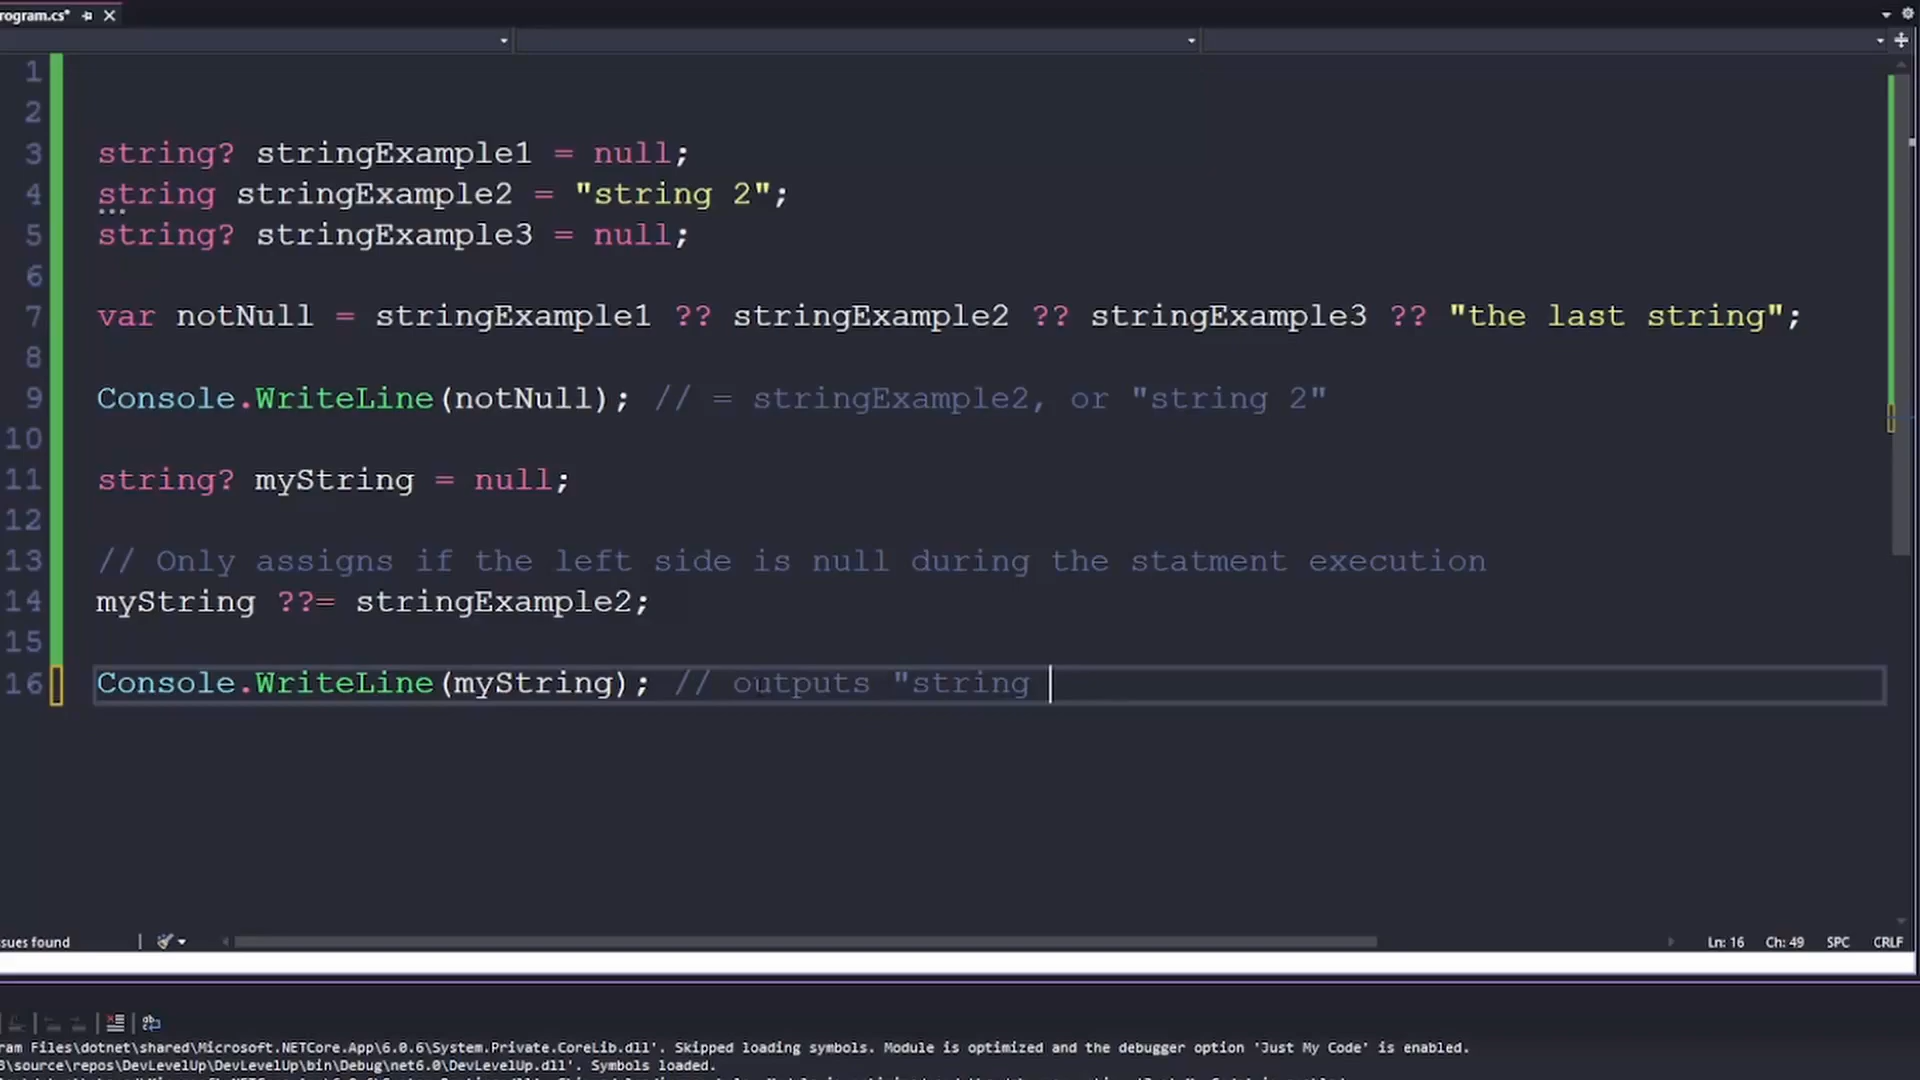 rogram.cs*
1
2
3 string? stringExample1 = null;
4 string stringExample2 = "string 2";
5 string? stringExample3 = null;
6
7 var notNull = stringExample1 ?? stringExample2 ?? stringExample3 ?? "the last string";
8
9 Console.WriteLine(notNull); // = stringExample2, or "string 2"
10
11 string? myString = null;
12
13 // Only assigns if the left side is null during the statment execution
14 myString ??= stringExample2;
15
16 Console.WriteLine(myString); // outputs "string
sues found Ln: 16 Ch: 49 SPC CRLF
ram Files\dotnet\shared\Microsoft.NETCore.App\6.0.6\System.Private.CoreLib.dll'. Skipped loading symbols. Module is optimized and the debugger option 'Just My Code' is enabled.
\source\repos\DevLevelUp\DevLevelUp\bin\Debug\net6.0\DevLevelUp.dll'. Symbols loaded.